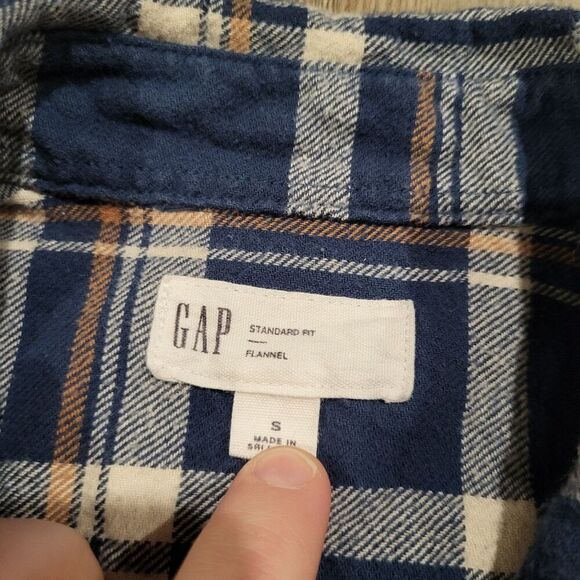 GAP
STANDARD FIT
—
FLANNEL
S
MADE IN